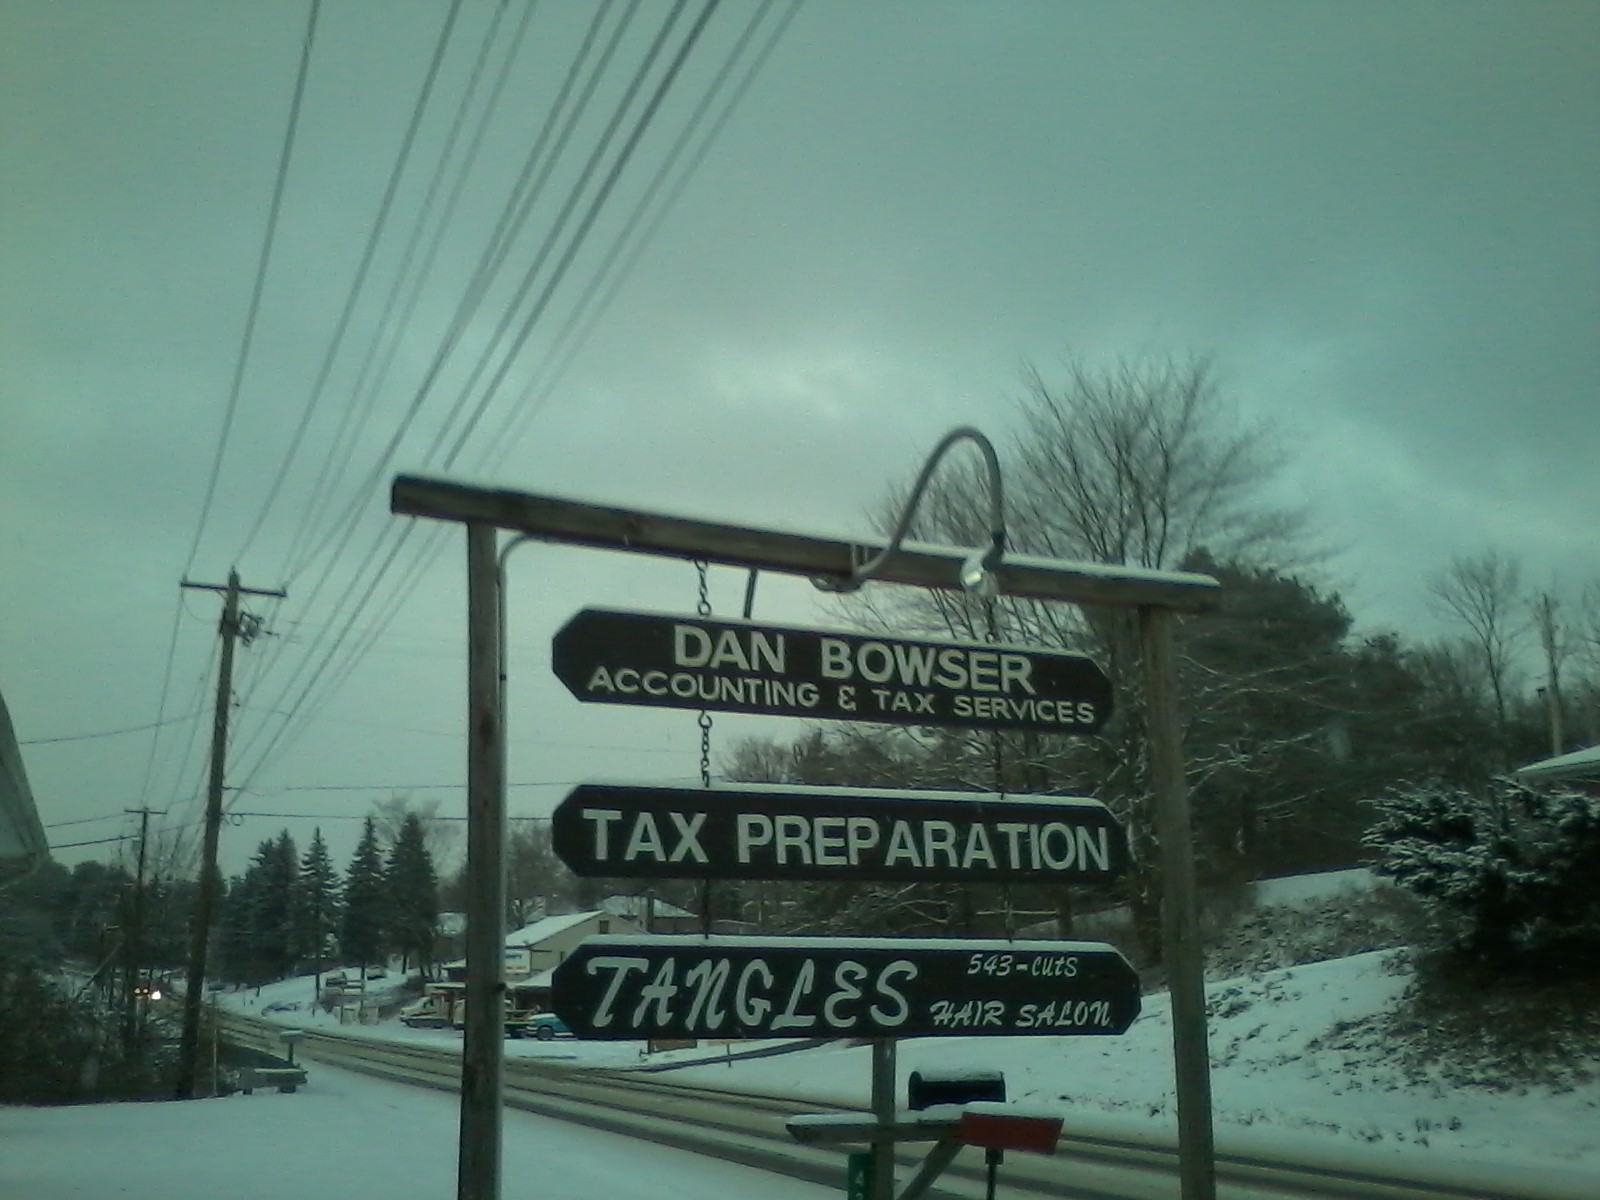 DAN BOWSER
ACCOUNTING & TAX SERVICES
TAX PREPARATION
TANGLES
543-CUTS
HAIR SALON